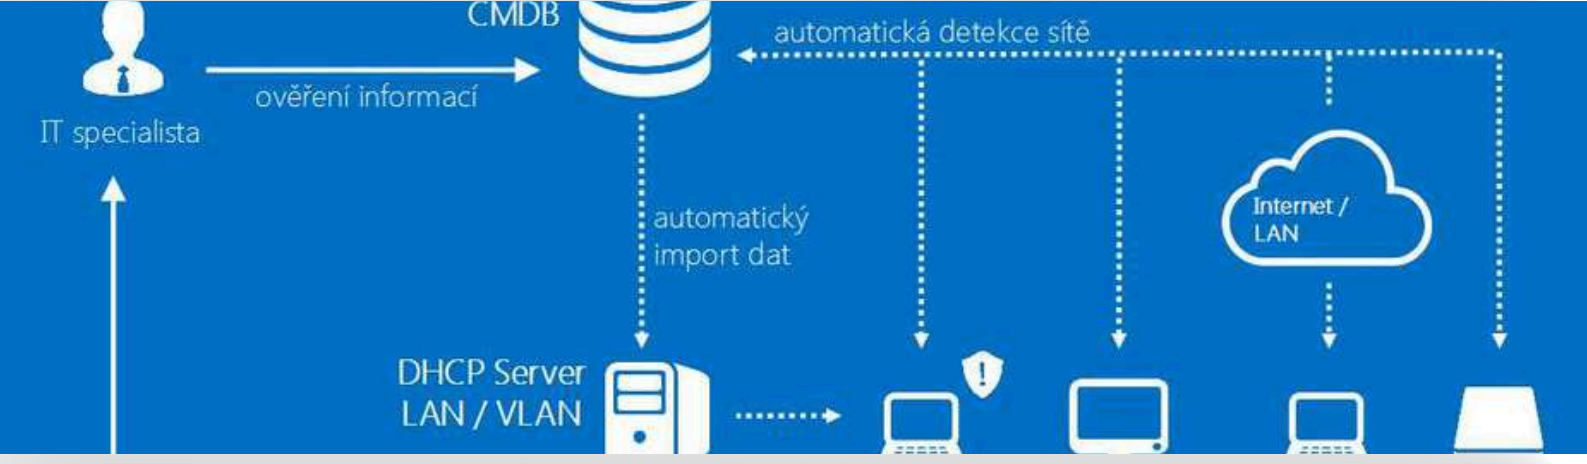 CMDB
automatická detekce sítě
ověření informací
IT specialista
automatický
import dat
Internet /
LAN
DHCP Server
LAN / VLAN
!